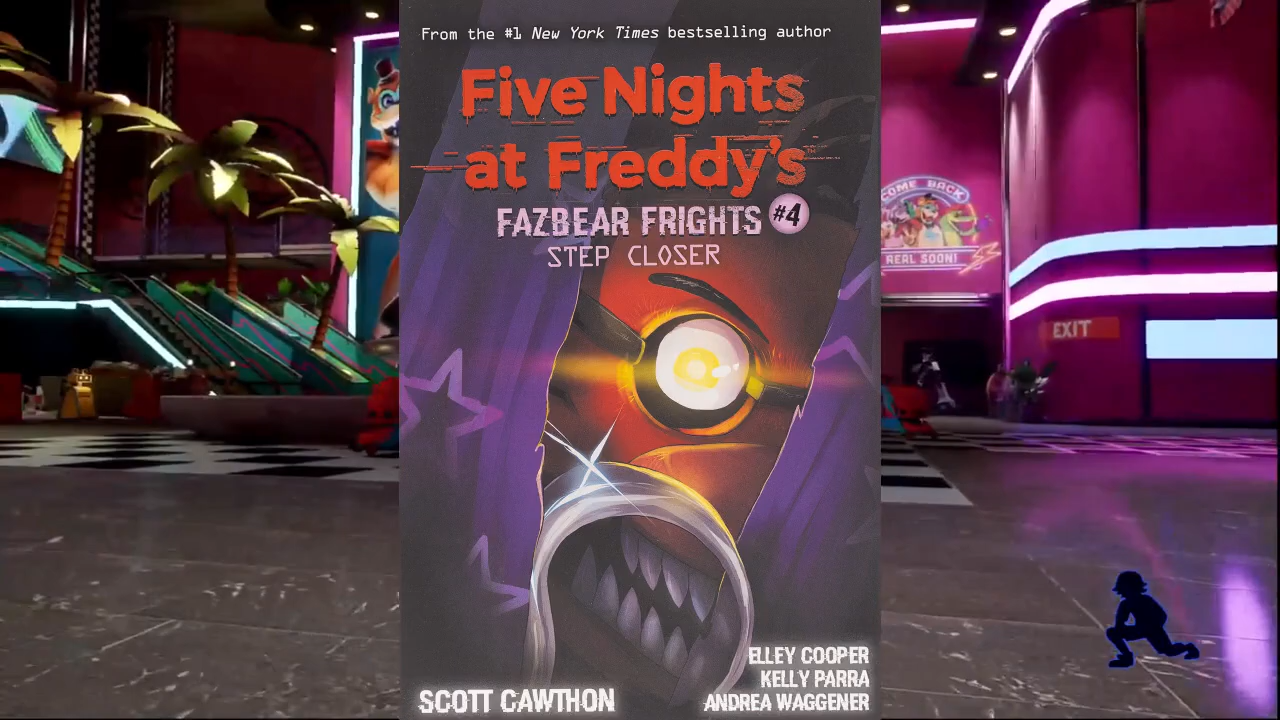 From the #1 New York Times bestselling author
Five Nights
at Freddy's™
FAZBEAR FRIGHTS #4
STEP CLOSER
COME BACK
REAL SOON!
EXIT
ELLEY COOPER
KELLY PARRA
ANDREA WAGGENER
SCOTT CAWTHON